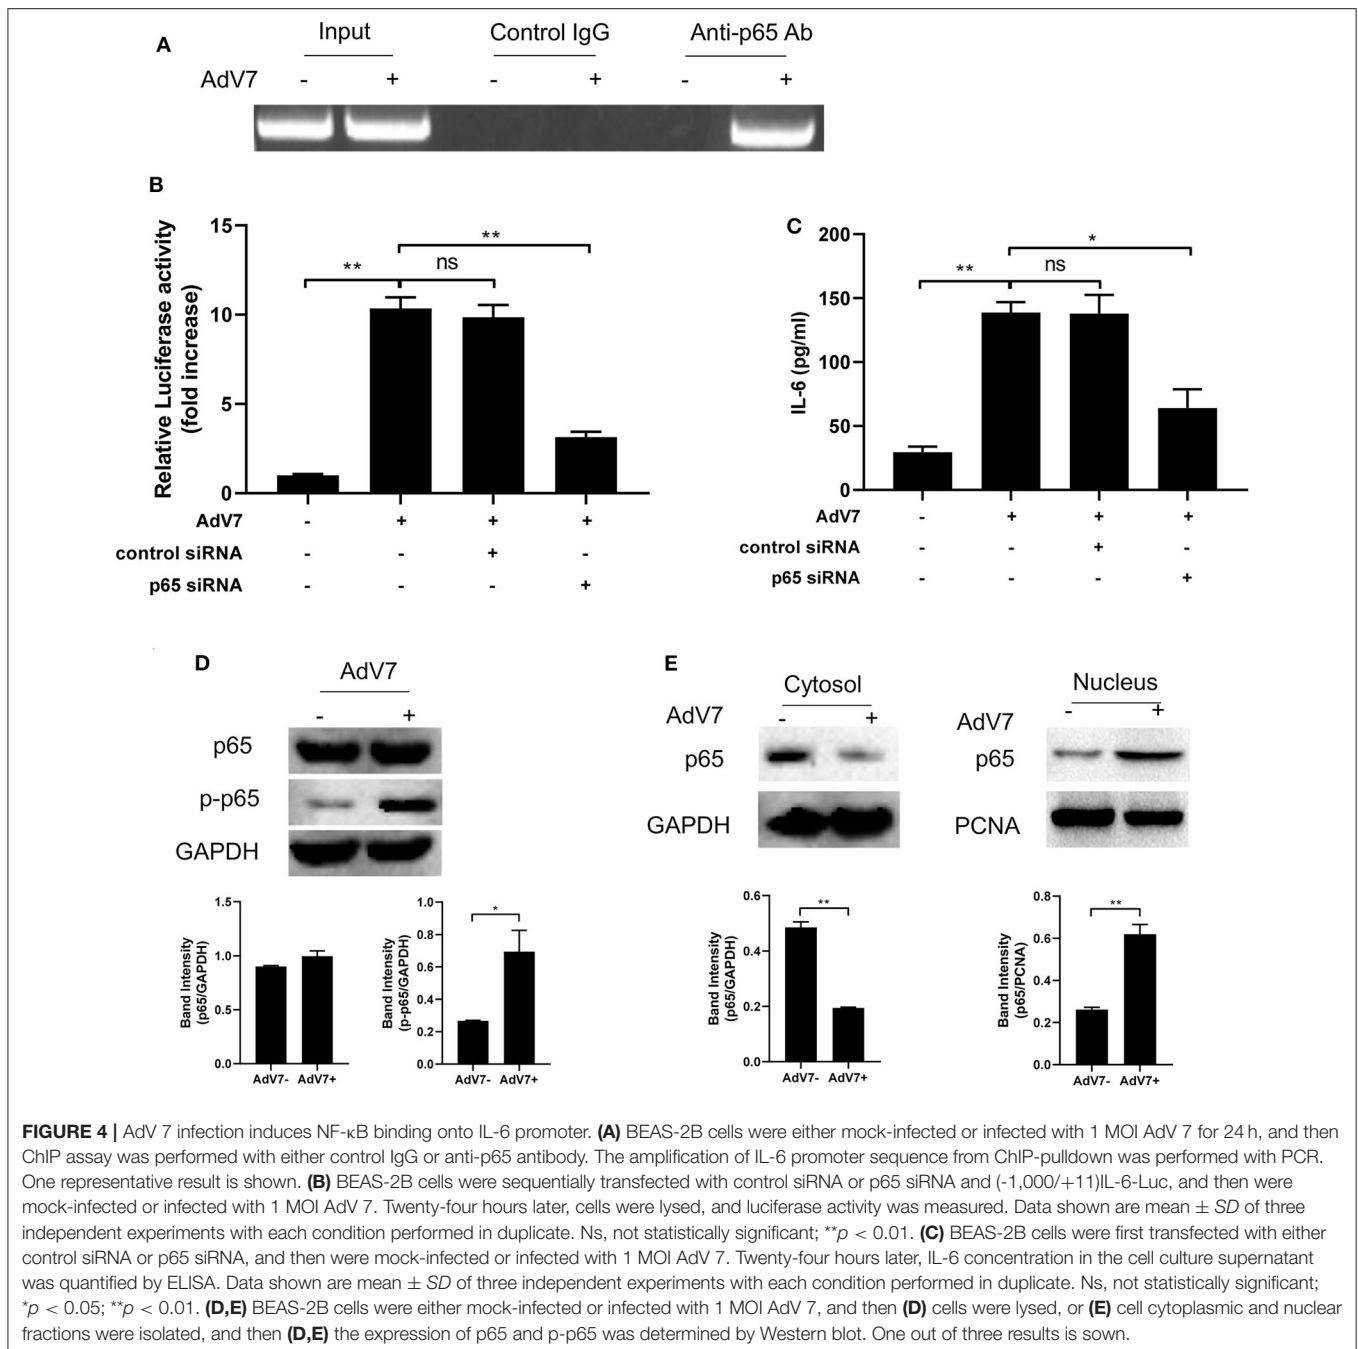 A
Input
Control IgG
Anti-p65 Ab
AdV7
- + - + - +
B
Relative Luciferase activity
(fold increase)
15
10
5
0
**
ns
**
AdV7 - + + +
control siRNA - - + -
p65 siRNA - - - +
C
IL-6 (pg/ml)
200
150
100
50
0
**
ns
*
AdV7 - + + +
control siRNA - - + -
p65 siRNA - - - +
D
AdV7
- +
p65
p-p65
GAPDH
Band Intensity
(p65/GAPDH)
1.5
1.0
0.5
0.0
AdV7- AdV7+
Band Intensity
(p-p65/GAPDH)
1.0
0.8
0.6
0.4
0.2
0.0
*
AdV7- AdV7+
E
Cytosol
AdV7 - +
p65
GAPDH
Nucleus
AdV7 - +
p65
PCNA
Band Intensity
(p65/GAPDH)
0.6
0.4
0.2
0.0
**
AdV7- AdV7+
Band Intensity
(p65/PCNA)
0.8
0.6
0.4
0.2
0.0
**
AdV7- AdV7+
FIGURE 4 | AdV 7 infection induces NF-κB binding onto IL-6 promoter. (A) BEAS-2B cells were either mock-infected or infected with 1 MOI AdV 7 for 24 h, and then
ChIP assay was performed with either control IgG or anti-p65 antibody. The amplification of IL-6 promoter sequence from ChIP-pulldown was performed with PCR.
One representative result is shown. (B) BEAS-2B cells were sequentially transfected with control siRNA or p65 siRNA and (-1,000/+11)IL-6-Luc, and then were
mock-infected or infected with 1 MOI AdV 7. Twenty-four hours later, cells were lysed, and luciferase activity was measured. Data shown are mean ± SD of three
independent experiments with each condition performed in duplicate. Ns, not statistically significant; **p < 0.01. (C) BEAS-2B cells were first transfected with either
control siRNA or p65 siRNA, and then were mock-infected or infected with 1 MOI AdV 7. Twenty-four hours later, IL-6 concentration in the cell culture supernatant
was quantified by ELISA. Data shown are mean ± SD of three independent experiments with each condition performed in duplicate. Ns, not statistically significant;
*p < 0.05; **p < 0.01. (D,E) BEAS-2B cells were either mock-infected or infected with 1 MOI AdV 7, and then (D) cells were lysed, or (E) cell cytoplasmic and nuclear
fractions were isolated, and then (D,E) the expression of p65 and p-p65 was determined by Western blot. One out of three results is sown.